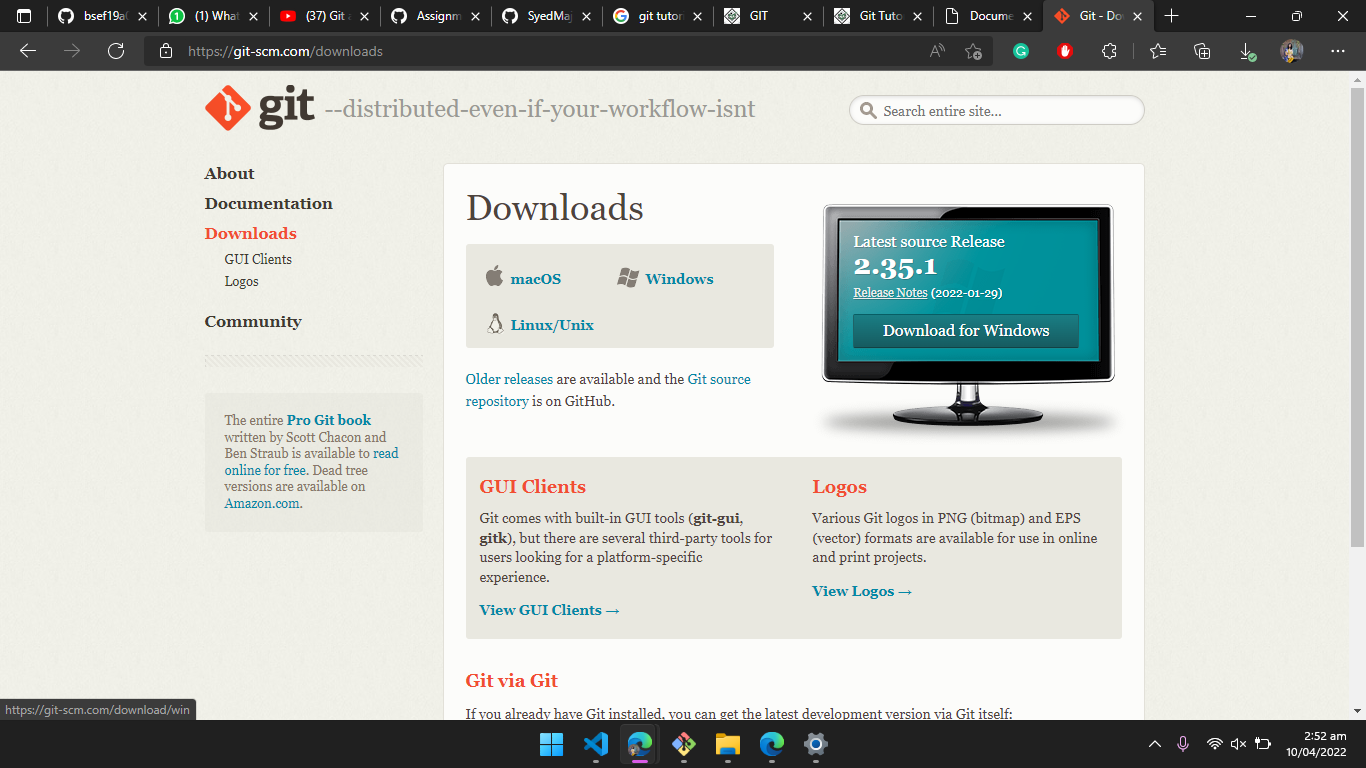 bsef19a0
(1) What
(37) Git a
Assignm
SyedMaj
git tutor
GIT
Git Tuto
Docume
Git - Do
https://git-scm.com/downloads
git --distributed-even-if-your-workflow-isnt
Search entire site...
About
Documentation
Downloads
GUI Clients
Logos
Community
The entire Pro Git book
written by Scott Chacon and
Ben Straub is available to read
online for free. Dead tree
versions are available on
Amazon.com.
Downloads
macOS
Windows
Linux/Unix
Older releases are available and the Git source
repository is on GitHub.
Latest source Release
2.35.1
Release Notes (2022-01-29)
Download for Windows
GUI Clients
Git comes with built-in GUI tools (git-gui,
gitk), but there are several third-party tools for
users looking for a platform-specific
experience.
View GUI Clients →
Logos
Various Git logos in PNG (bitmap) and EPS
(vector) formats are available for use in online
and print projects.
View Logos →
Git via Git
If you already have Git installed, you can get the latest development version via Git itself:
https://git-scm.com/download/win
2:52 am
10/04/2022